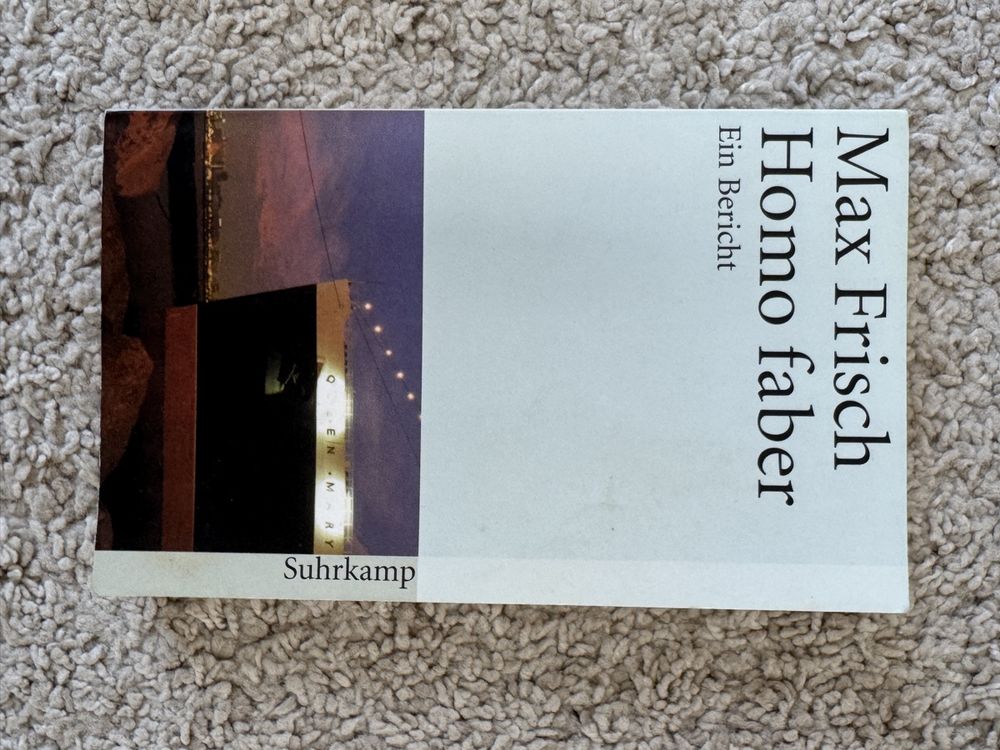 Max Frisch
Homo faber
Ein Bericht
QUEEN · MARY
Suhrkamp